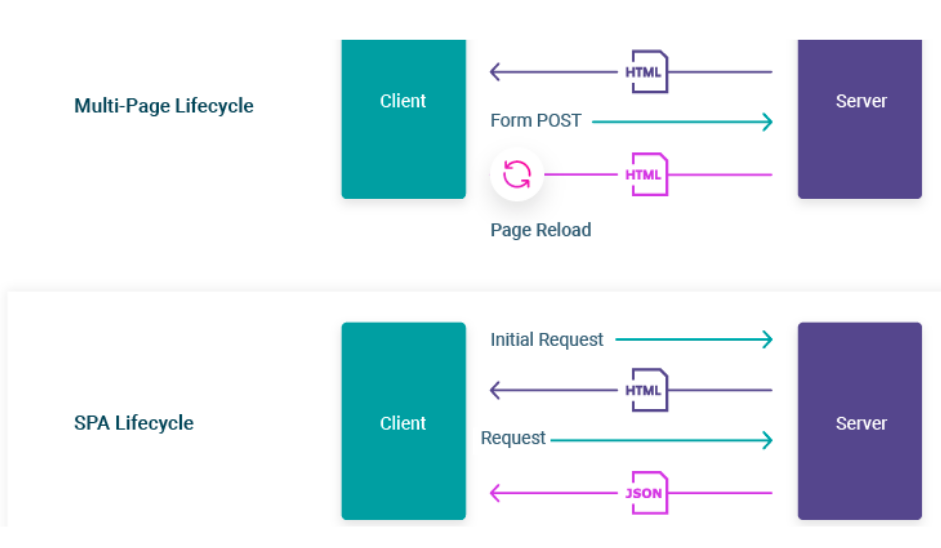 HTML
Multi-Page Lifecycle
Client
Server
Form POST
HTML
Page Reload
Initial Request
HTML
SPA Lifecycle
Client
Server
Request
JSON